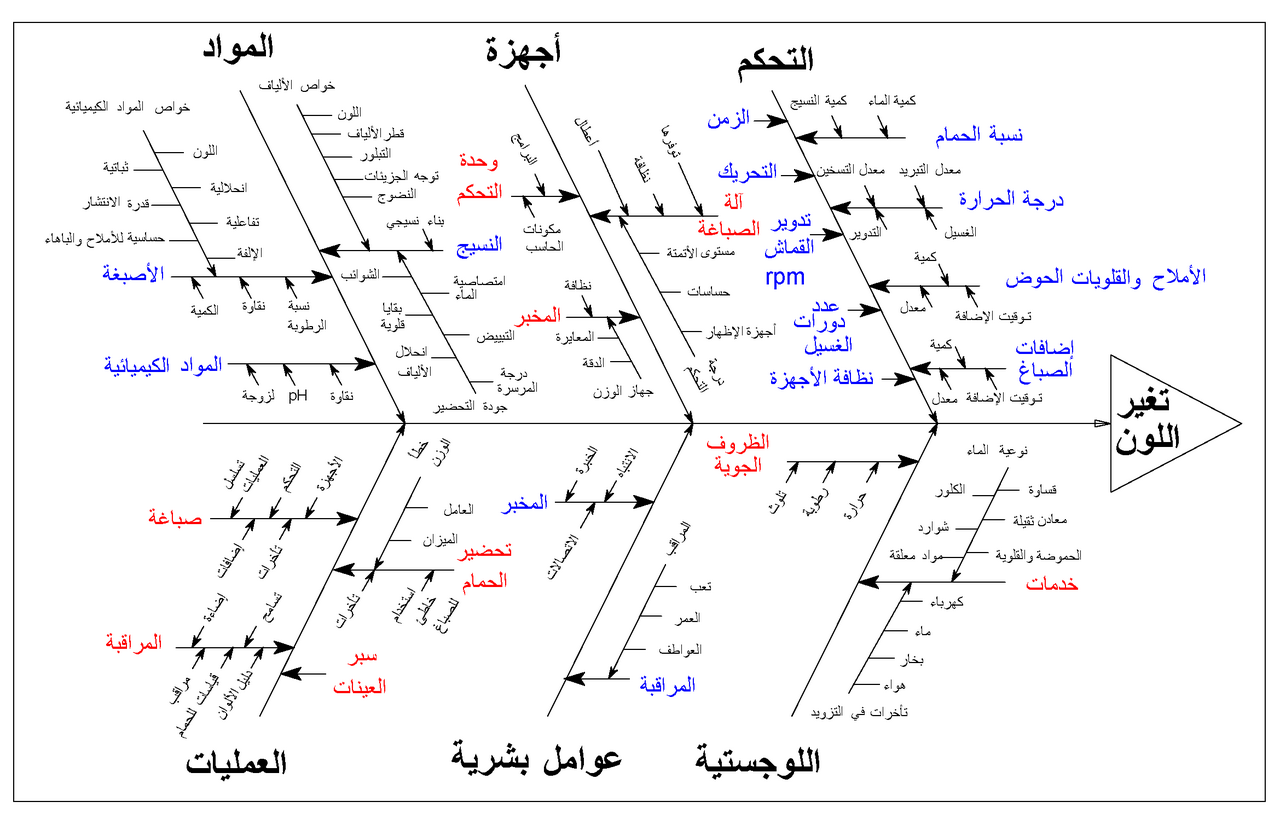 المواد
أجهزة
التحكم
خواص الألياف
اللون
قطر الألياف
التبلور
توجه الجزيئات
النضوج
خواص المواد الكيميائية
اللون
ثباتية
انحلالية
قدرة الانتشار
تفاعلية
حساسية للأملاح والباهاء
الإلفة
الأصبغة
الكمية
نقاوة
نسبة
الرطوبة
بناء نسيجي
النسيج
الشوائب
امتصاصية
الماء
بقايا
قلوية
التبييض
انحلال
الألياف
درجة
المرسرة
جودة التحضير
المواد الكيميائية
لزوجة
pH
نقاوة
وحدة
التحكم
البرامج
مكونات
الحاسب
أعطال
نظافة
توفرها
آلة
الصباغة
مستوى الأتمتة
حساسات
أجهزة الإظهار
درجة
التحكم
المخبر
نظافة
المعايرة
الدقة
جهاز الوزن
الزمن
كمية النسيج
كمية الماء
نسبة الحمام
التحريك
معدل التسخين
معدل التبريد
درجة الحرارة
التدوير
الغسيل
تدوير
القماش
rpm
كمية
الأملاح والقلويات الحوض
معدل
توقيت الإضافة
عدد
دورات
الغسيل
كمية
إضافات
الصباغ
معدل
توقيت الإضافة
نظافة الأجهزة
تغير
اللون
تسلسل
العمليات
التحكم
الأجهزة
صباغة
إضافات
تأخرات
خطأ
الوزن
العامل
الميزان
تحضير
الحمام
تأخرات
استخدام
خاطئ
للصباغ
إضاءة
تسامح
المراقبة
مراقب
قياسات للحمام
دليل الألوان
سبر
العينات
الخبرة
الانتباه
المخبر
الاتصالات
المراقب
تعب
العمر
العواطف
المراقبة
الظروف
الجوية
تلوث
رطوبة
حرارة
نوعية الماء
قساوة
الكلور
معادن ثقيلة
شوارد
الحموضة والقلوية
مواد معلقة
خدمات
كهرباء
ماء
بخار
هواء
تأخرات في التزويد
العمليات
عوامل بشرية
اللوجستية